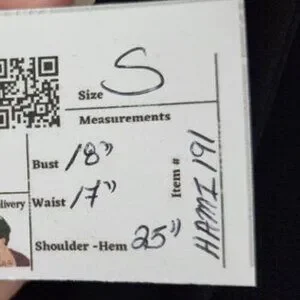 Size S
Measurements
Bust 18"
Waist 17"
Shoulder -Hem 25"
Item # HAMI 191
livery